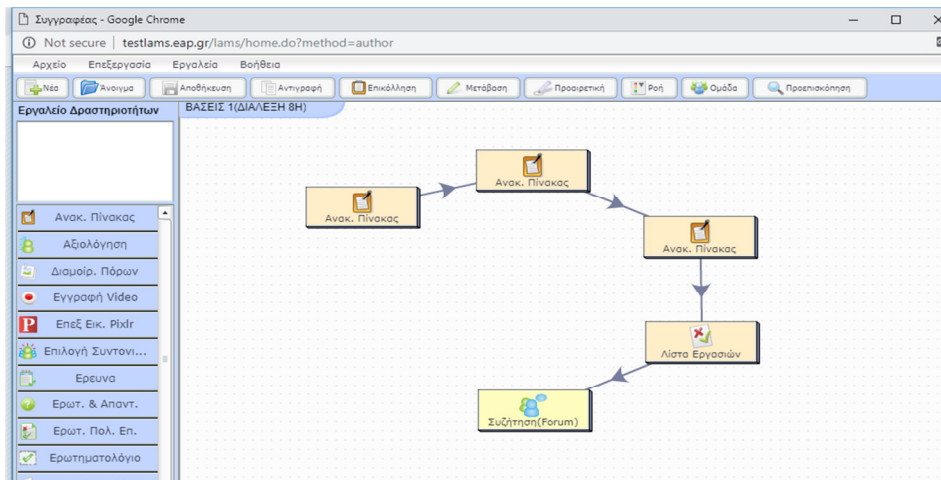 Συγγραφέας - Google Chrome
Not secure | testlams.eap.gr/lams/home.do?method=author
Αρχείο Επεξεργασία Εργαλεία Βοήθεια
Νέα Άνοιγμα Αποθήκευση Αντιγραφή Επικόλληση Μετάβαση Προαιρετική Ροή Ομάδα Προεπισκόπηση
Εργαλείο Δραστηριοτήτων
ΒΑΣΕΙΣ 1(ΔΙΑΛΕΞΗ 8Η)
Ανακ. Πίνακας
Αξιολόγηση
Διαμοίρ. Πόρων
Εγγραφή Video
Επεξ Εικ. Pixlr
Επιλογή Συντονι...
Ερευνα
Ερωτ. & Απαντ.
Ερωτ. Πολ. Επ.
Ερωτηματολόγιο
Ανακ. Πίνακας
Ανακ. Πίνακας
Ανακ. Πίνακας
Λίστα Εργασιών
Συζήτηση(Forum)